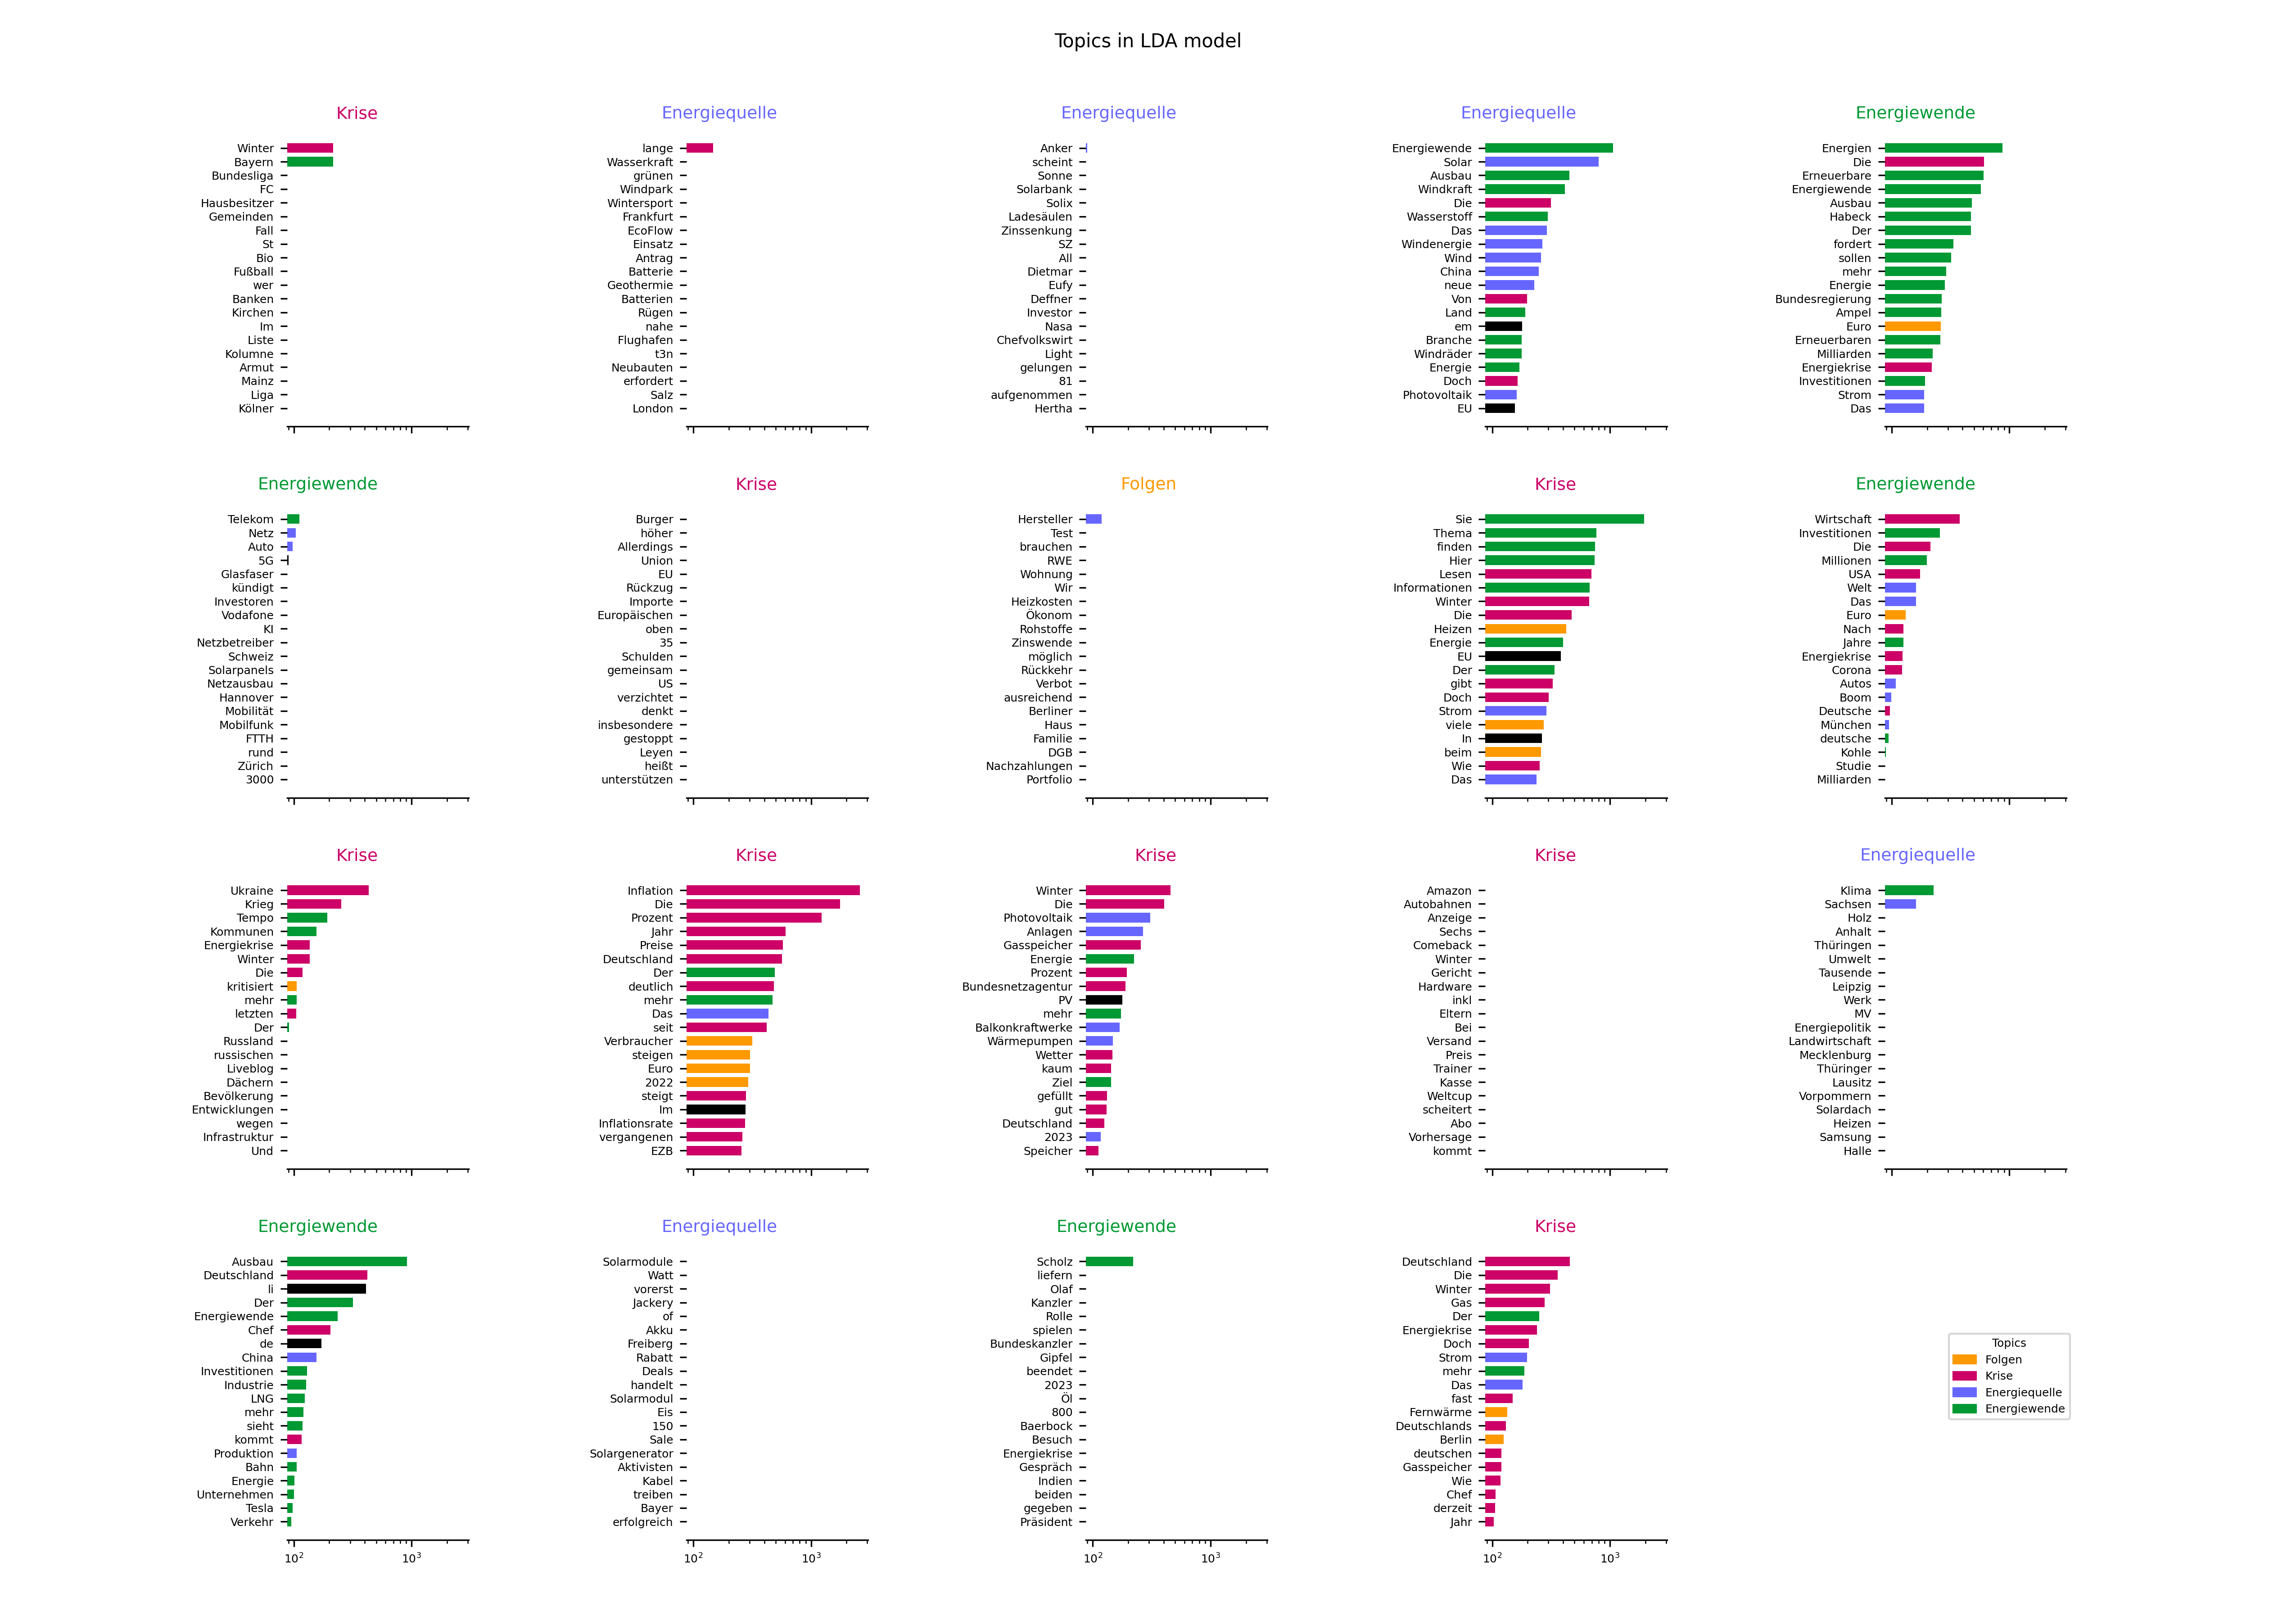 Topics in LDA model
Krise
Winter
Bayern
Bundesliga
FC
Hausbesitzer
Gemeinden
Fall
St
Bio
Fußball
wer
Banken
Kirchen
Im
Liste
Kolumne
Armut
Mainz
Liga
Kölner
Energiequelle
lange
Wasserkraft
grünen
Windpark
Wintersport
Frankfurt
EcoFlow
Einsatz
Antrag
Batterie
Geothermie
Batterien
Rügen
nahe
Flughafen
t3n
Neubauten
erfordert
Salz
London
Energiequelle
Anker
scheint
Sonne
Solarbank
Solix
Ladesäulen
Zinssenkung
SZ
All
Dietmar
Eufy
Deffner
Investor
Nasa
Chefvolkswirt
Light
gelungen
81
aufgenommen
Hertha
Energiequelle
Energiewende
Solar
Ausbau
Windkraft
Die
Wasserstoff
Das
Windenergie
Wind
China
neue
Von
Land
em
Branche
Windräder
Energie
Doch
Photovoltaik
EU
Energiewende
Energien
Die
Erneuerbare
Energiewende
Ausbau
Habeck
Der
fordert
sollen
mehr
Energie
Bundesregierung
Ampel
Euro
Erneuerbaren
Milliarden
Energiekrise
Investitionen
Strom
Das
Energiewende
Telekom
Netz
Auto
5G
Glasfaser
kündigt
Investoren
Vodafone
KI
Netzbetreiber
Schweiz
Solarpanels
Netzausbau
Hannover
Mobilität
Mobilfunk
FTTH
rund
Zürich
3000
Krise
Burger
höher
Allerdings
Union
EU
Rückzug
Importe
Europäischen
oben
35
Schulden
gemeinsam
US
verzichtet
denkt
insbesondere
gestoppt
Leyen
heißt
unterstützen
Folgen
Hersteller
Test
brauchen
RWE
Wohnung
Wir
Heizkosten
Ökonom
Rohstoffe
Zinswende
möglich
Rückkehr
Verbot
ausreichend
Berliner
Haus
Familie
DGB
Nachzahlungen
Portfolio
Krise
Sie
Thema
finden
Hier
Lesen
Informationen
Winter
Die
Heizen
Energie
EU
Der
gibt
Doch
Strom
viele
In
beim
Wie
Das
Energiewende
Wirtschaft
Investitionen
Die
Millionen
USA
Welt
Das
Euro
Nach
Jahre
Energiekrise
Corona
Autos
Boom
Deutsche
München
deutsche
Kohle
Studie
Milliarden
Krise
Ukraine
Krieg
Tempo
Kommunen
Energiekrise
Winter
Die
kritisiert
mehr
letzten
Der
Russland
russischen
Liveblog
Dächern
Bevölkerung
Entwicklungen
wegen
Infrastruktur
Und
Krise
Inflation
Die
Prozent
Jahr
Preise
Deutschland
Der
deutlich
mehr
Das
seit
Verbraucher
steigen
Euro
2022
steigt
Im
Inflationsrate
vergangenen
EZB
Krise
Winter
Die
Photovoltaik
Anlagen
Gasspeicher
Energie
Prozent
Bundesnetzagentur
PV
mehr
Balkonkraftwerke
Wärmepumpen
Wetter
kaum
Ziel
gefüllt
gut
Deutschland
2023
Speicher
Krise
Amazon
Autobahnen
Anzeige
Sechs
Comeback
Winter
Gericht
Hardware
inkl
Eltern
Bei
Versand
Preis
Trainer
Kasse
Weltcup
scheitert
Abo
Vorhersage
kommt
Energiequelle
Klima
Sachsen
Holz
Anhalt
Thüringen
Umwelt
Tausende
Leipzig
Werk
MV
Energiepolitik
Landwirtschaft
Mecklenburg
Thüringer
Lausitz
Vorpommern
Solardach
Heizen
Samsung
Halle
Energiewende
Ausbau
Deutschland
li
Der
Energiewende
Chef
de
China
Investitionen
Industrie
LNG
mehr
sieht
kommt
Produktion
Bahn
Energie
Unternehmen
Tesla
Verkehr
10²
10³
Energiequelle
Solarmodule
Watt
vorerst
Jackery
of
Akku
Freiberg
Rabatt
Deals
handelt
Solarmodul
Eis
150
Sale
Solargenerator
Aktivisten
Kabel
treiben
Bayer
erfolgreich
10²
10³
Energiewende
Scholz
liefern
Olaf
Kanzler
Rolle
spielen
Bundeskanzler
Gipfel
beendet
2023
Öl
800
Baerbock
Besuch
Energiekrise
Gespräch
Indien
beiden
gegeben
Präsident
10²
10³
Krise
Deutschland
Die
Winter
Gas
Der
Energiekrise
Doch
Strom
mehr
Das
fast
Fernwärme
Deutschlands
Berlin
deutschen
Gasspeicher
Wie
Chef
derzeit
Jahr
10²
10³
Topics
Folgen
Krise
Energiequelle
Energiewende